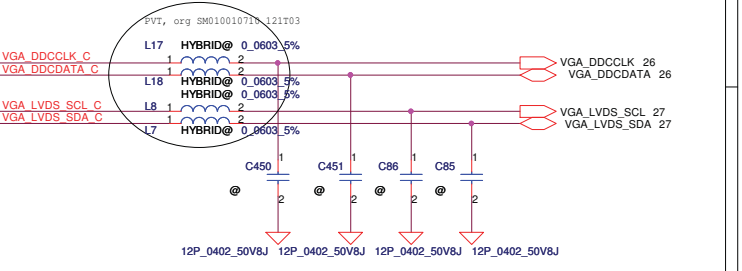 PVT, org SM010010710 121T03
L17 HYBRID@ 0_0603_5%
VGA_DDCCLK_C 1 2 VGA_DDCCLK 26
VGA_DDCDATA_C 1 2 VGA_DDCDATA 26
L18 HYBRID@ 0_0603_5%
HYBRID@ 0_0603_5%
VGA_LVDS_SCL_C L8 1 2 VGA_LVDS_SCL 27
VGA_LVDS_SDA_C 1 2 VGA_LVDS_SDA 27
L7 HYBRID@ 0_0603_5%
1 1 1 1
C450 C451 C86 C85
@ @ @ @
2 2 2 2
12P_0402_50V8J 12P_0402_50V8J 12P_0402_50V8J 12P_0402_50V8J